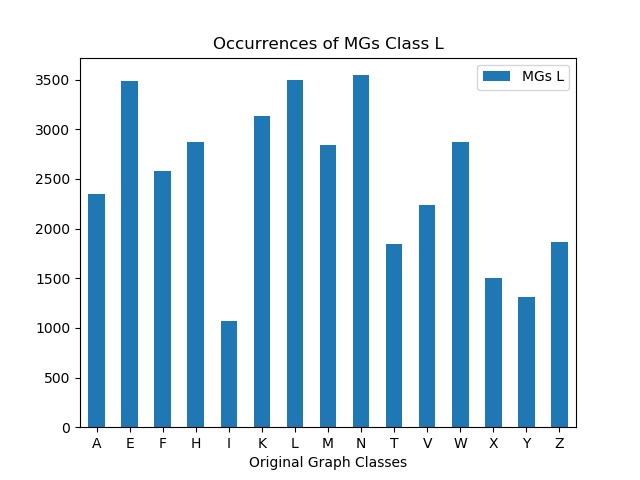 Occurrences of MGs Class L
MGs L
3500
3000
2500
2000
1500
1000
500
0
A E F H I K L M N T V W X Y Z
Original Graph Classes